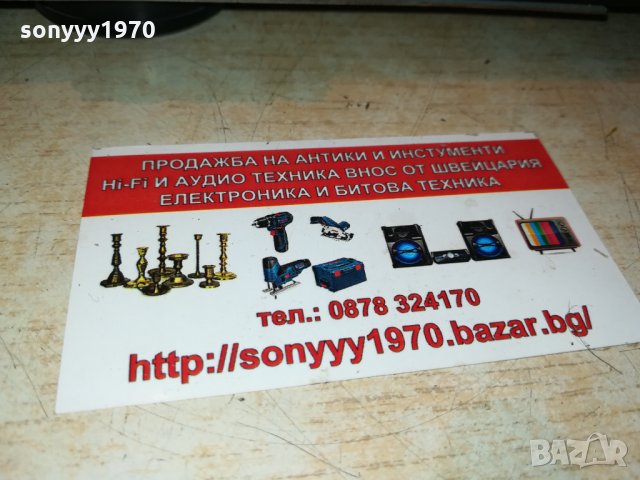 sonyyy1970
ПРОДАЖБА НА АНТИКИ И ИНСТУМЕНТИ
Hi-Fi И АУДИО ТЕХНИКА ВНОС ОТ ШВЕЙЦАРИЯ
ЕЛЕКТРОНИКА И БИТОВА ТЕХНИКА
тел.: 0878 324170
http://sonyyy1970.bazar.bg/
BAZAR
sonyyy1970